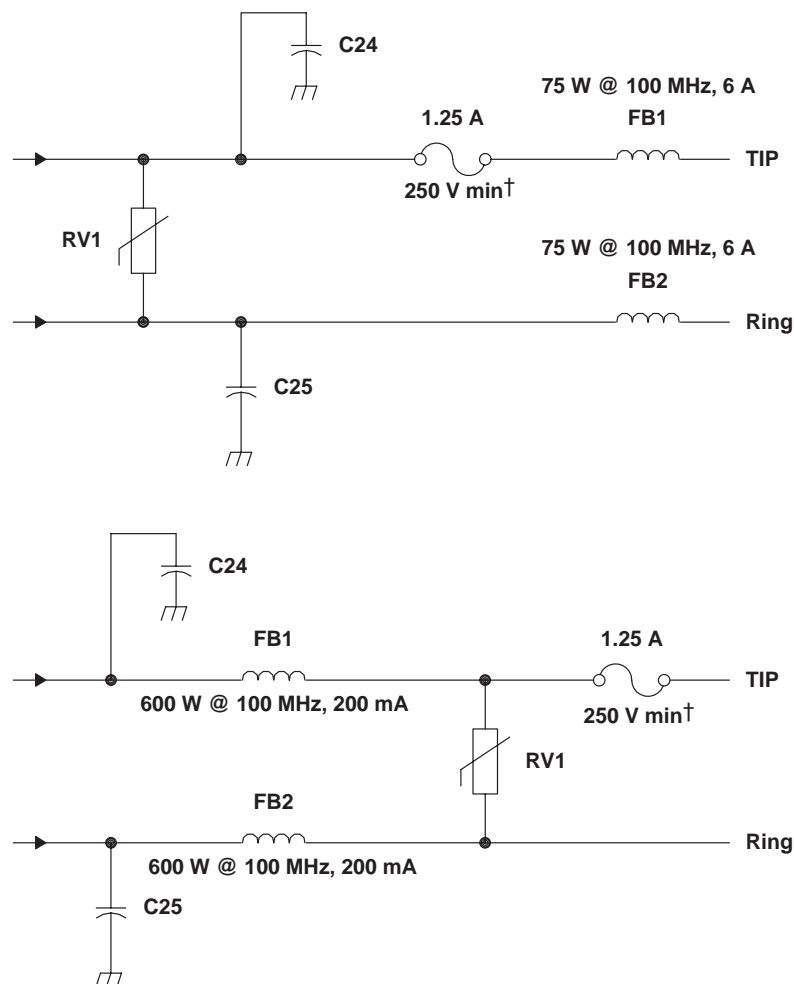 C24
75 W @ 100 MHz, 6 A
1.25 A
FB1
TIP
250 V min†
RV1
75 W @ 100 MHz, 6 A
FB2
Ring
C25
C24
FB1
1.25 A
TIP
600 W @ 100 MHz, 200 mA
250 V min†
RV1
FB2
Ring
600 W @ 100 MHz, 200 mA
C25